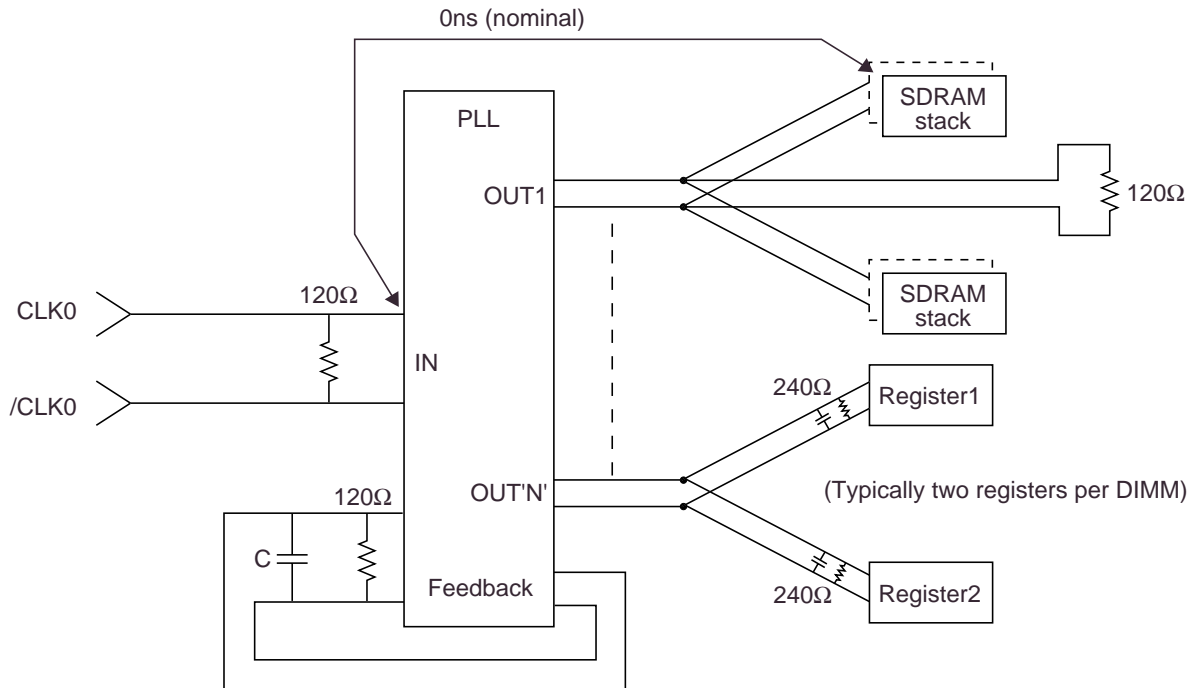 0ns (nominal)
PLL
SDRAM
stack
OUT1
120Ω
SDRAM
stack
120Ω
CLK0
IN
/CLK0
240Ω
Register1
120Ω
OUT'N'
(Typically two registers per DIMM)
C
Feedback
240Ω
Register2